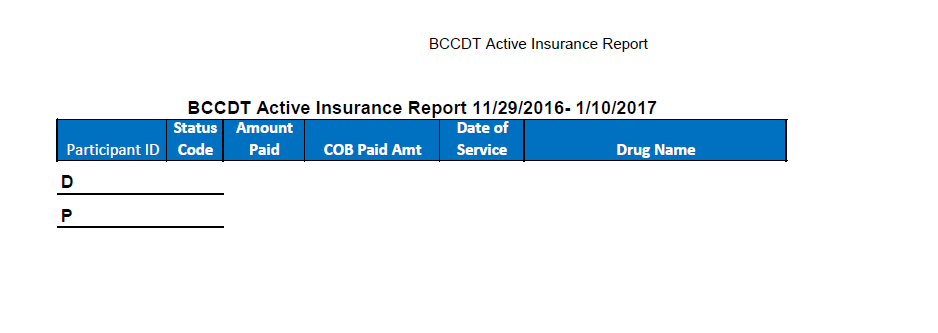 BCCDT Active Insurance Report
BCCDT Active Insurance Report 11/29/2016- 1/10/2017
Participant ID Status Code Amount Paid COB Paid Amt Date of Service Drug Name
D
P